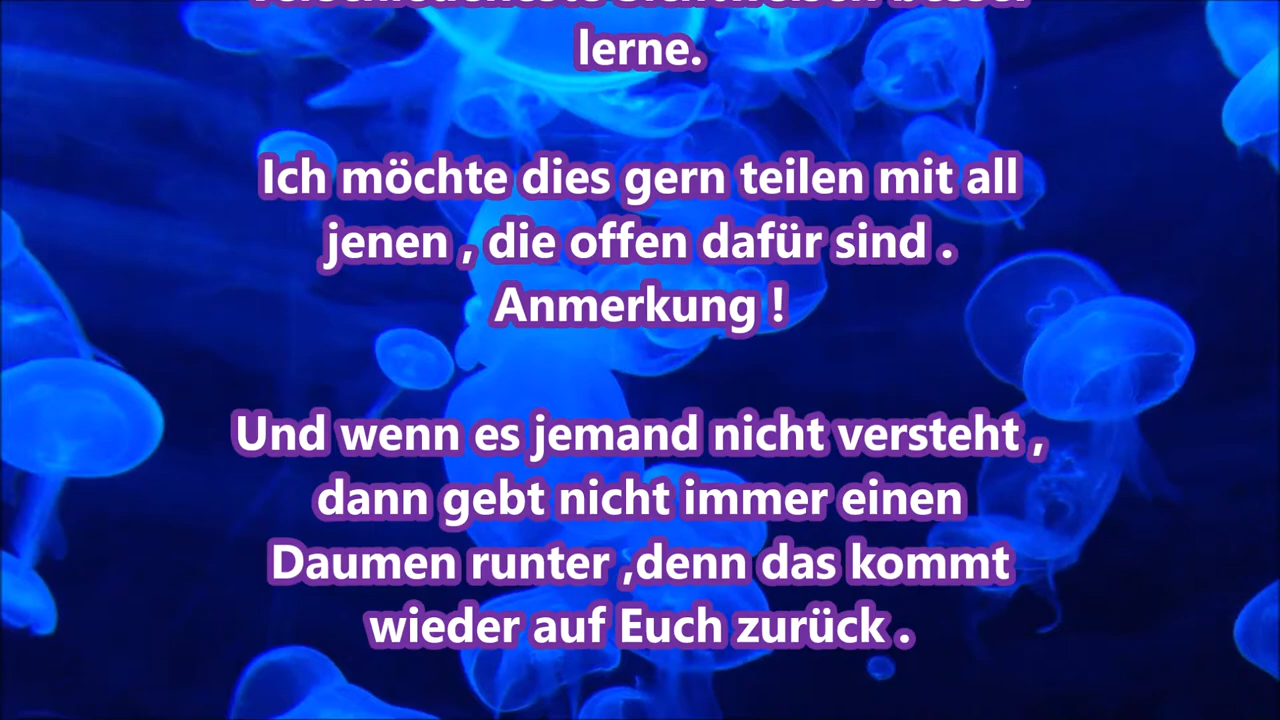 lerne.
Ich möchte dies gern teilen mit all
jenen , die offen dafür sind .
Anmerkung !
Und wenn es jemand nicht versteht ,
dann gebt nicht immer einen
Daumen runter ,denn das kommt
wieder auf Euch zurück .